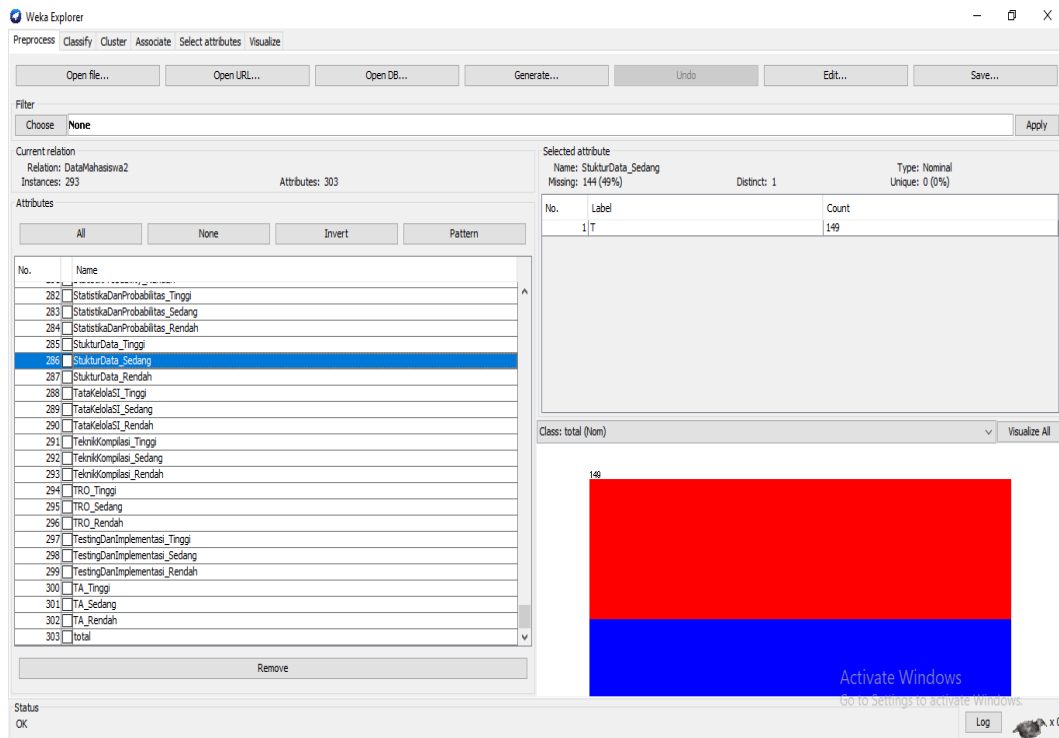 Weka Explorer
Preprocess Classify Cluster Associate Select attributes Visualize
Open file... Open URL... Open DB... Generate... Undo Edit... Save...
Filter
Choose None Apply
Current relation
Relation: DataMahasiswa2
Instances: 293 Attributes: 303
Attributes
All None Invert Pattern
No. Name
282 StatistikaDanProbabilitas_Tinggi
283 StatistikaDanProbabilitas_Sedang
284 StatistikaDanProbabilitas_Rendah
285 StukturData_Tinggi
286 StukturData_Sedang
287 StukturData_Rendah
288 TataKelolaSI_Tinggi
289 TataKelolaSI_Sedang
290 TataKelolaSI_Rendah
291 TeknikKompilasi_Tinggi
292 TeknikKompilasi_Sedang
293 TeknikKompilasi_Rendah
294 TRO_Tinggi
295 TRO_Sedang
296 TRO_Rendah
297 TestingDanImplementasi_Tinggi
298 TestingDanImplementasi_Sedang
299 TestingDanImplementasi_Rendah
300 TA_Tinggi
301 TA_Sedang
302 TA_Rendah
303 total
Remove
Selected attribute
Name: StukturData_Sedang Type: Nominal
Missing: 144 (49%) Distinct: 1 Unique: 0 (0%)
No. Label Count
1 T 149
Class: total (Nom) Visualize All
149
Activate Windows
Go to Settings to activate Windows.
Status
OK
Log x 0